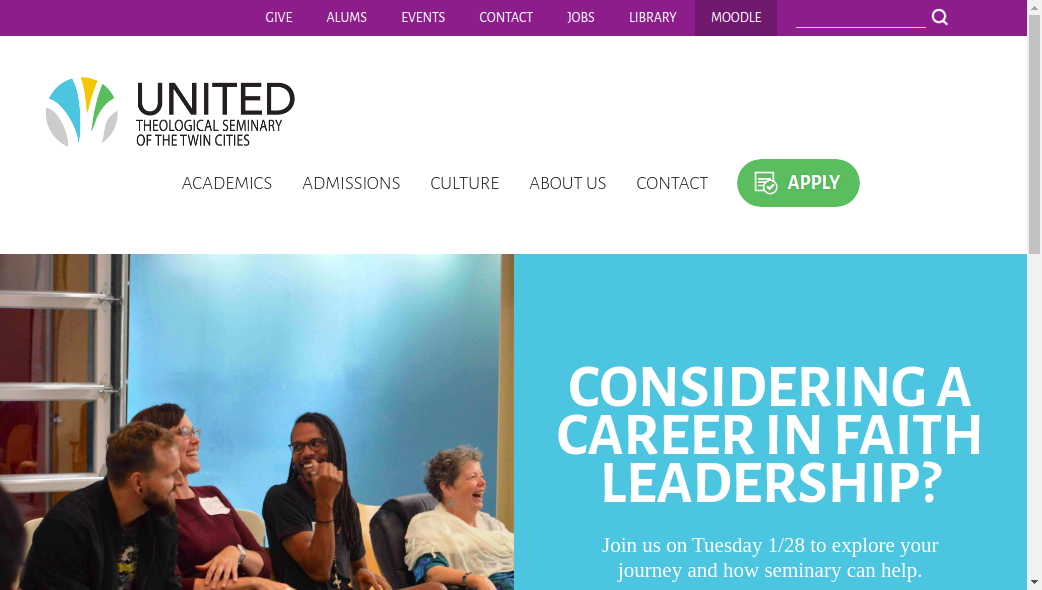 GIVE ALUMS EVENTS CONTACT JOBS LIBRARY MOODLE
UNITED
THEOLOGICAL SEMINARY
OF THE TWIN CITIES
ACADEMICS ADMISSIONS CULTURE ABOUT US CONTACT APPLY
CONSIDERING A
CAREER IN FAITH
LEADERSHIP?
Join us on Tuesday 1/28 to explore your
journey and how seminary can help.